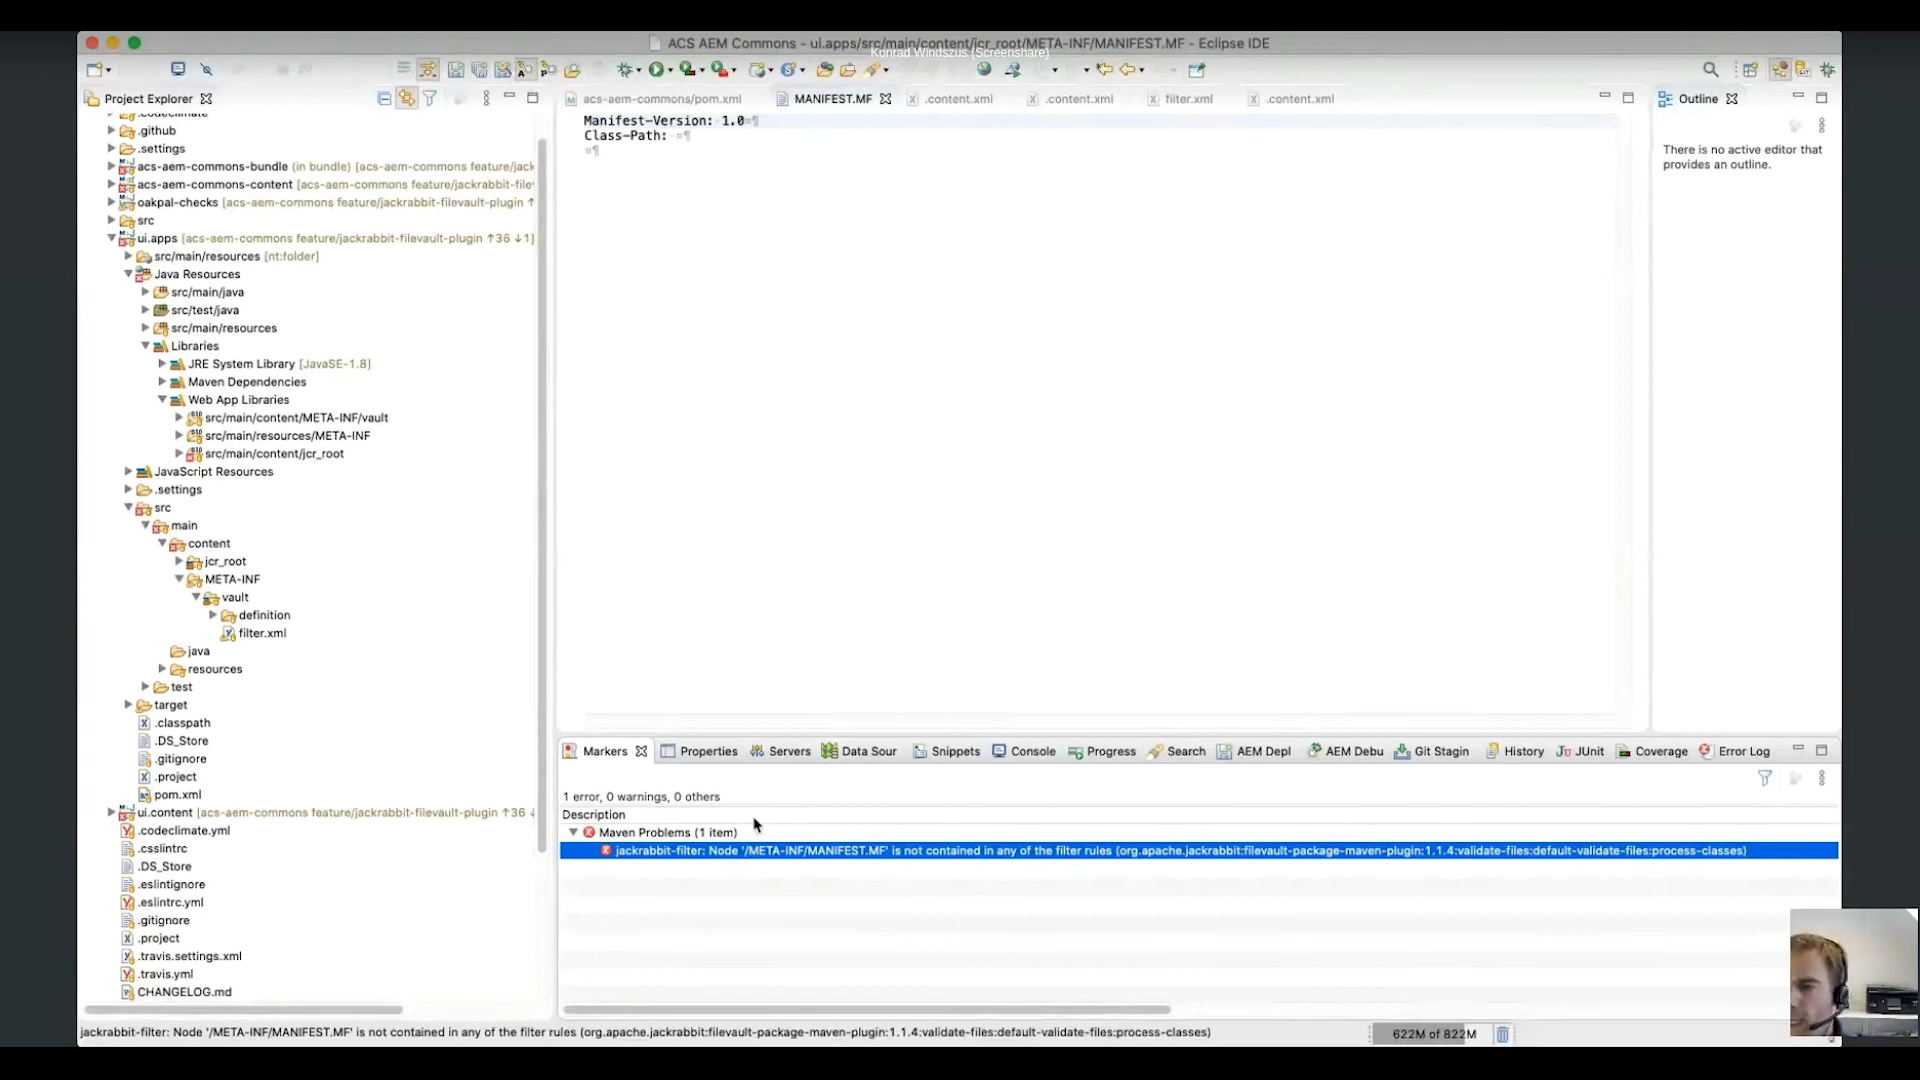 ACS AEM Commons - ui.apps/src/main/content/jcr_root/META-INF/MANIFEST.MF - Eclipse IDE
Konrad Windszus (Screenshare)
Project Explorer
acs-aem-commons/pom.xml
MANIFEST.MF
.content.xml
.content.xml
filter.xml
.content.xml
Outline
.codeclimate
.github
.settings
acs-aem-commons-bundle (in bundle) [acs-aem-commons feature/jack
acs-aem-commons-content [acs-aem-commons feature/jackrabbit-file
oakpal-checks [acs-aem-commons feature/jackrabbit-filevault-plugin ↑
src
ui.apps [acs-aem-commons feature/jackrabbit-filevault-plugin ↑36 ↓1]
src/main/resources [nt:folder]
Java Resources
src/main/java
src/test/java
src/main/resources
Libraries
JRE System Library [JavaSE-1.8]
Maven Dependencies
Web App Libraries
src/main/content/META-INF/vault
src/main/resources/META-INF
src/main/content/jcr_root
JavaScript Resources
.settings
src
main
content
jcr_root
META-INF
vault
definition
filter.xml
java
resources
test
target
.classpath
.DS_Store
.gitignore
.project
pom.xml
ui.content [acs-aem-commons feature/jackrabbit-filevault-plugin ↑36 ↓
.codeclimate.yml
.csslintrc
.DS_Store
.eslintignore
.eslintrc.yml
.gitignore
.project
.travis.settings.xml
.travis.yml
CHANGELOG.md
Manifest-Version: 1.0
Class-Path:
There is no active editor that
provides an outline.
Markers
Properties
Servers
Data Sour
Snippets
Console
Progress
Search
AEM Depl
AEM Debu
Git Stagin
History
JUnit
Coverage
Error Log
1 error, 0 warnings, 0 others
Description
Maven Problems (1 item)
jackrabbit-filter: Node '/META-INF/MANIFEST.MF' is not contained in any of the filter rules (org.apache.jackrabbit:filevault-package-maven-plugin:1.1.4:validate-files:default-validate-files:process-classes)
jackrabbit-filter: Node '/META-INF/MANIFEST.MF' is not contained in any of the filter rules (org.apache.jackrabbit:filevault-package-maven-plugin:1.1.4:validate-files:default-validate-files:process-classes)
622M of 822M